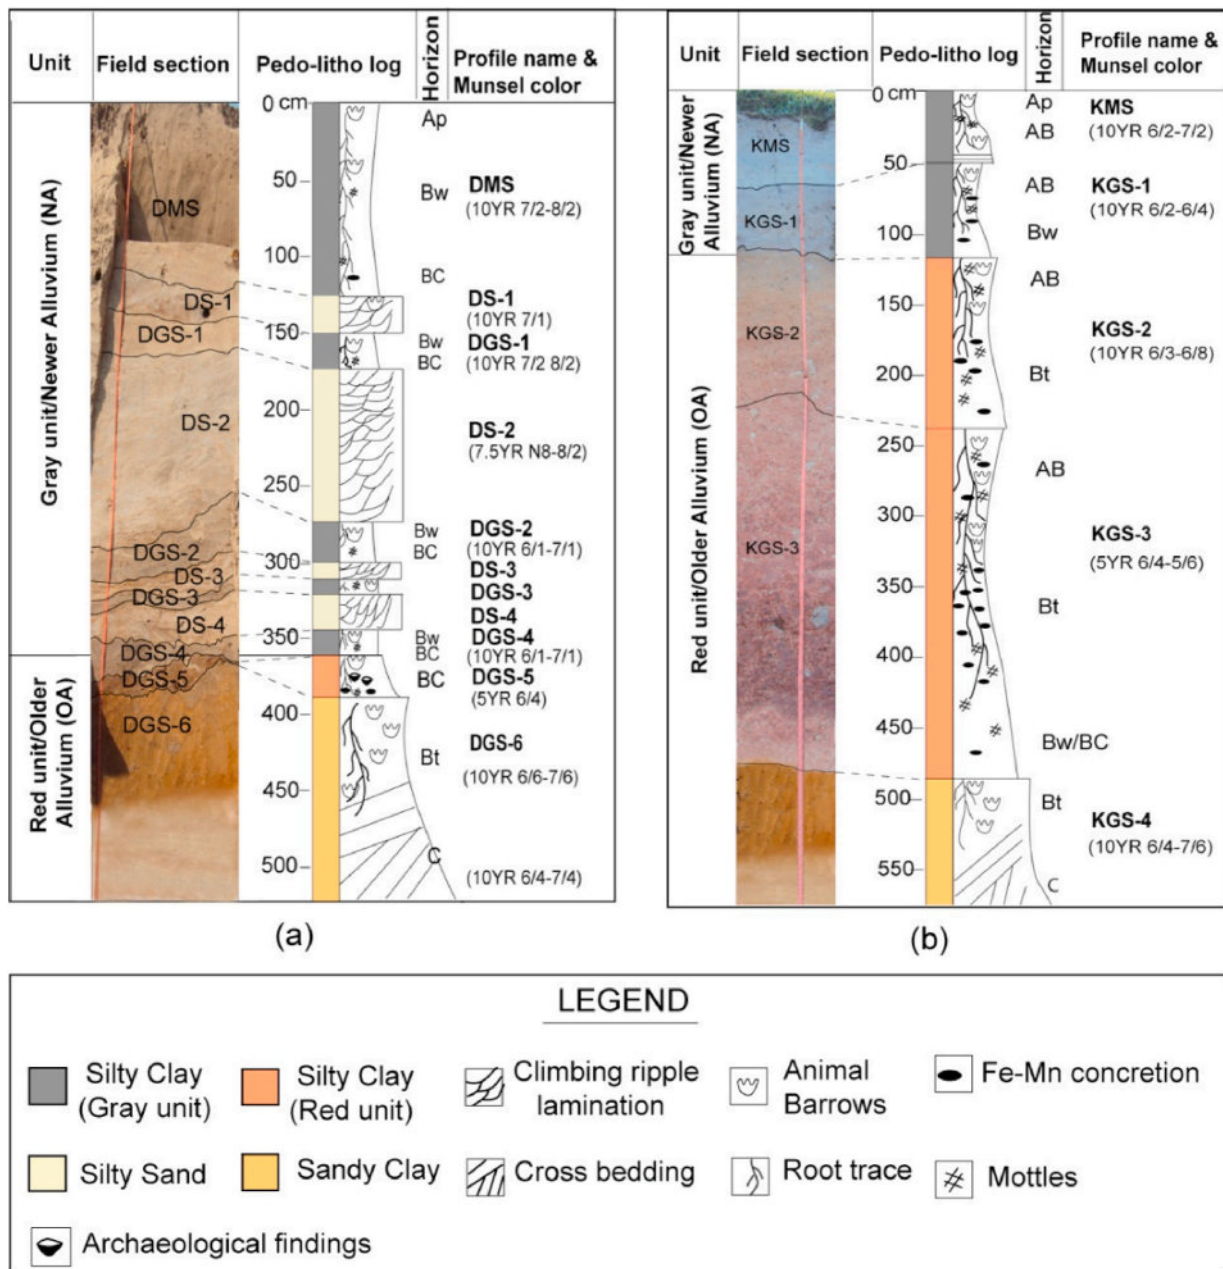 Unit
Field section
Pedo-litho log
Horizon
Profile name &
Munsel color
Gray unit/Newer Alluvium (NA)
Red unit/Older
Alluvium (OA)
DMS
DS-1
DGS-1
DS-2
DGS-2
DS-3
DGS-3
DS-4
DGS-4
DGS-5
DGS-6
0 cm
50
100
150
200
250
300
350
400
450
500
Ap
Bw
BC
Bw
BC
Bw
BC
Bw
BC
BC
Bt
C
DMS
(10YR 7/2-8/2)
DS-1
(10YR 7/1)
DGS-1
(10YR 7/2 8/2)
DS-2
(7.5YR N8-8/2)
DGS-2
(10YR 6/1-7/1)
DS-3
DGS-3
DS-4
DGS-4
(10YR 6/1-7/1)
DGS-5
(5YR 6/4)
DGS-6
(10YR 6/6-7/6)
(10YR 6/4-7/4)
(a)
Unit
Field section
Pedo-litho log
Horizon
Profile name &
Munsel color
Gray unit/Newer
Alluvium (NA)
Red unit/Older Alluvium (OA)
KMS
KGS-1
KGS-2
KGS-3
0 cm
50
100
150
200
250
300
350
400
450
500
550
Ap
AB
AB
Bw
AB
Bt
AB
Bt
Bw/BC
Bt
C
KMS
(10YR 6/2-7/2)
KGS-1
(10YR 6/2-6/4)
KGS-2
(10YR 6/3-6/8)
KGS-3
(5YR 6/4-5/6)
KGS-4
(10YR 6/4-7/6)
(b)
LEGEND
Silty Clay
(Gray unit)
Silty Clay
(Red unit)
Climbing ripple
lamination
Animal
Barrows
Fe-Mn concretion
Silty Sand
Sandy Clay
Cross bedding
Root trace
Mottles
Archaeological findings